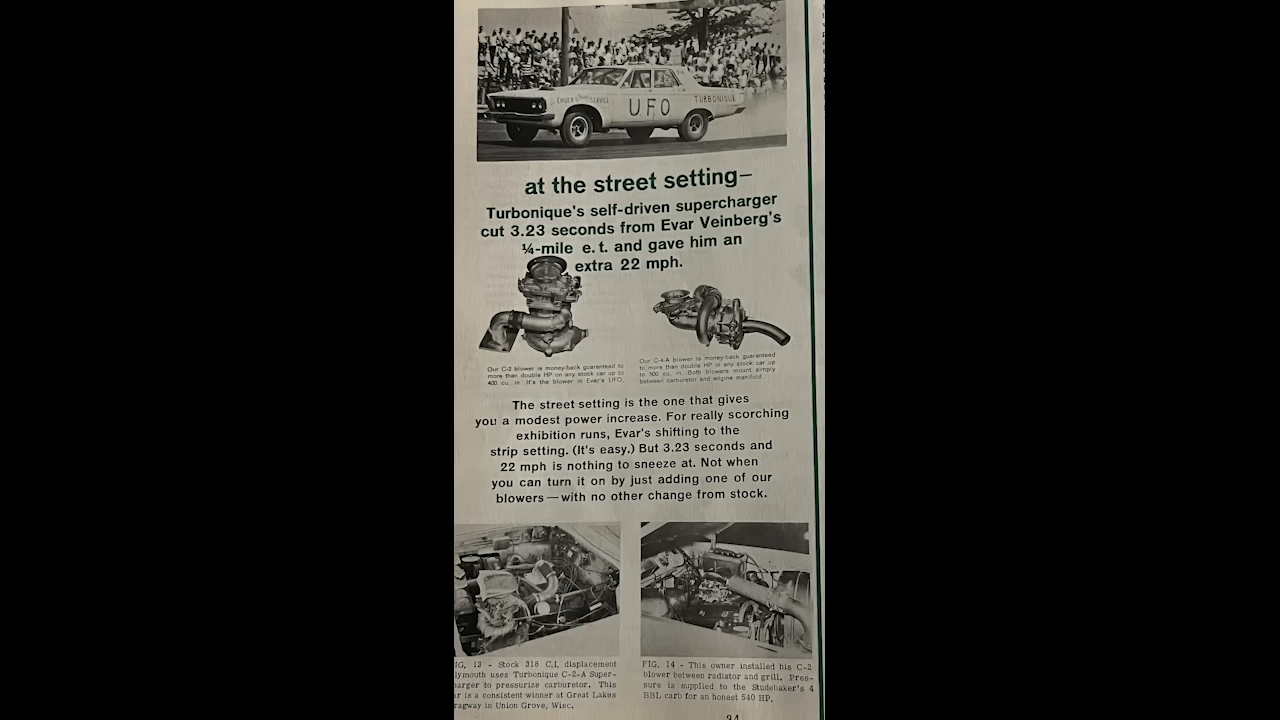 CHUCK'S SERVICE UFO TURBONIQUE
at the street setting—
Turbonique's self-driven supercharger
cut 3.23 seconds from Evar Veinberg's
¼-mile e.t. and gave him an
extra 22 mph.
Our C-2 blower is money-back guaranteed to
more than double HP on any stock car up to
400 cu. in. It's the blower in Evar's UFO.
Our C-4-A blower is money-back guaranteed
to more than double HP in any stock car up
to 500 cu. in. Both blowers mount simply
between carburetor and engine manifold.
The street setting is the one that gives
you a modest power increase. For really scorching
exhibition runs, Evar's shifting to the
strip setting. (It's easy.) But 3.23 seconds and
22 mph is nothing to sneeze at. Not when
you can turn it on by just adding one of our
blowers—with no other change from stock.
IG. 13 - Stock 318 C.I. displacement
lymouth uses Turbonique C-2-A Super-
arger to pressurize carburetor. This
ar is a consistent winner at Great Lakes
ragway in Union Grove, Wisc.
FIG. 14 - This owner installed his C-2
blower between radiator and grill. Pres-
sure is supplied to the Studebaker's 4
BBL carb for an honest 540 HP.
24